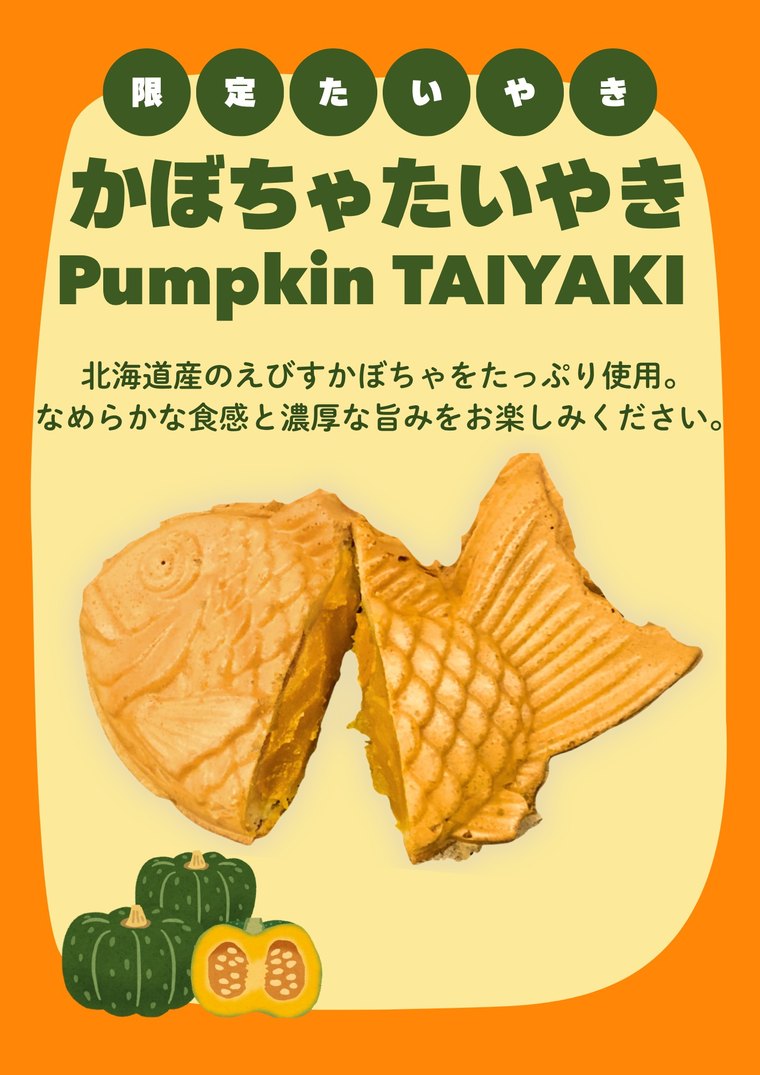 限定たいやき
かぼちゃたいやき
Pumpkin TAIYAKI
北海道産のえびすかぼちゃをたっぷり使用。
なめらかな食感と濃厚な旨みをお楽しみください。